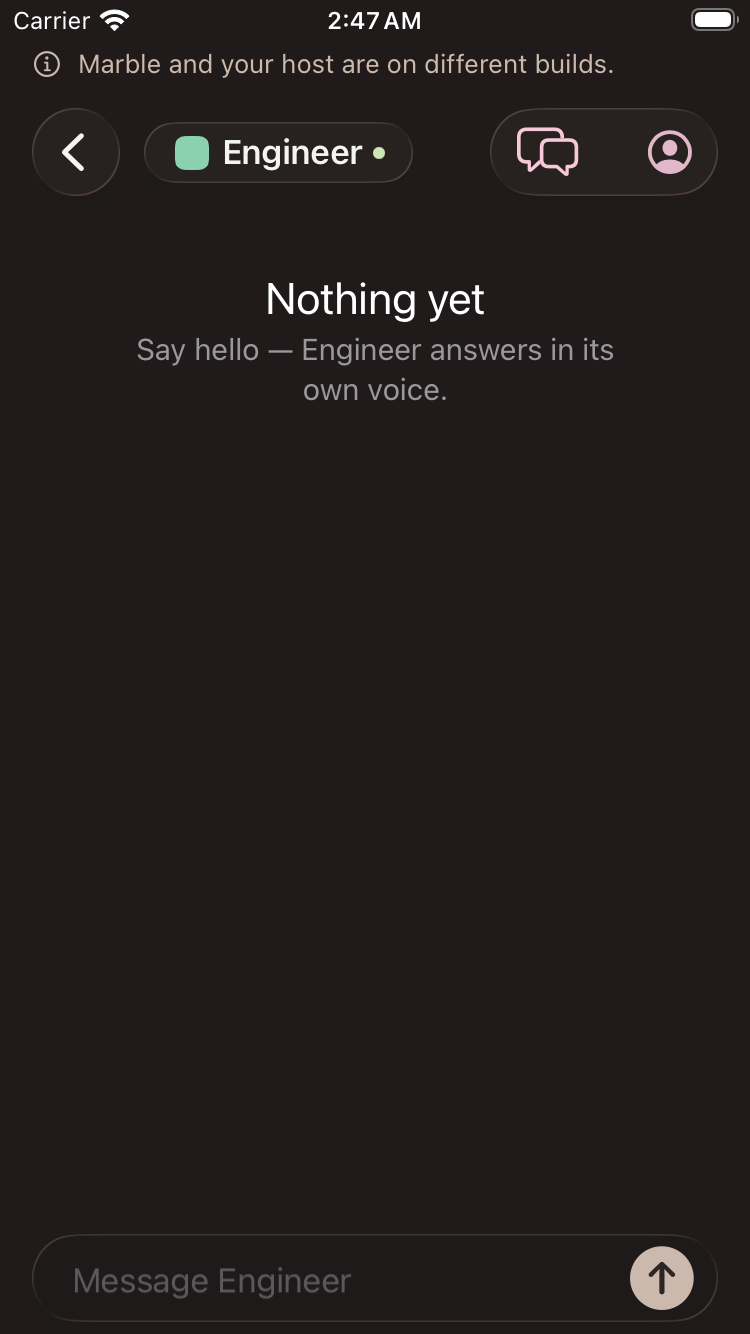 Carrier 2:47 AM
Marble and your host are on different builds.
Engineer
Nothing yet
Say hello — Engineer answers in its
own voice.
Message Engineer